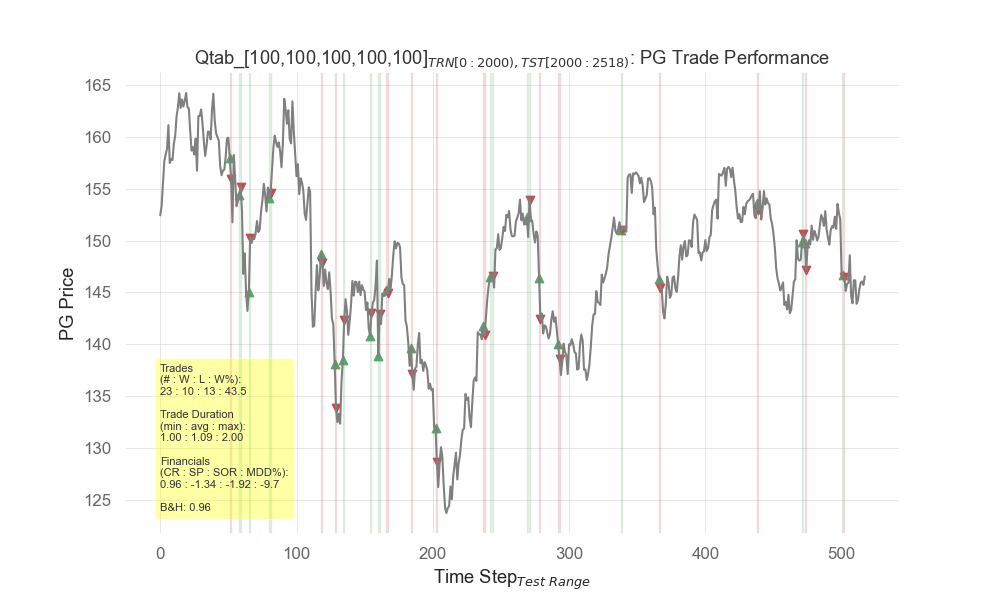 Qtab_[100,100,100,100,100]TRN[0:2000),TST[2000:2518): PG Trade Performance
165
160
155
150
145
140
135
130
125
PG Price
Trades
(# : W : L : W%):
23 : 10 : 13 : 43.5
Trade Duration
(min : avg : max):
1.00 : 1.09 : 2.00
Financials
(CR : SP : SOR : MDD%):
0.96 : -1.34 : -1.92 : -9.7
B&H: 0.96
0 100 200 300 400 500
Time StepTest Range